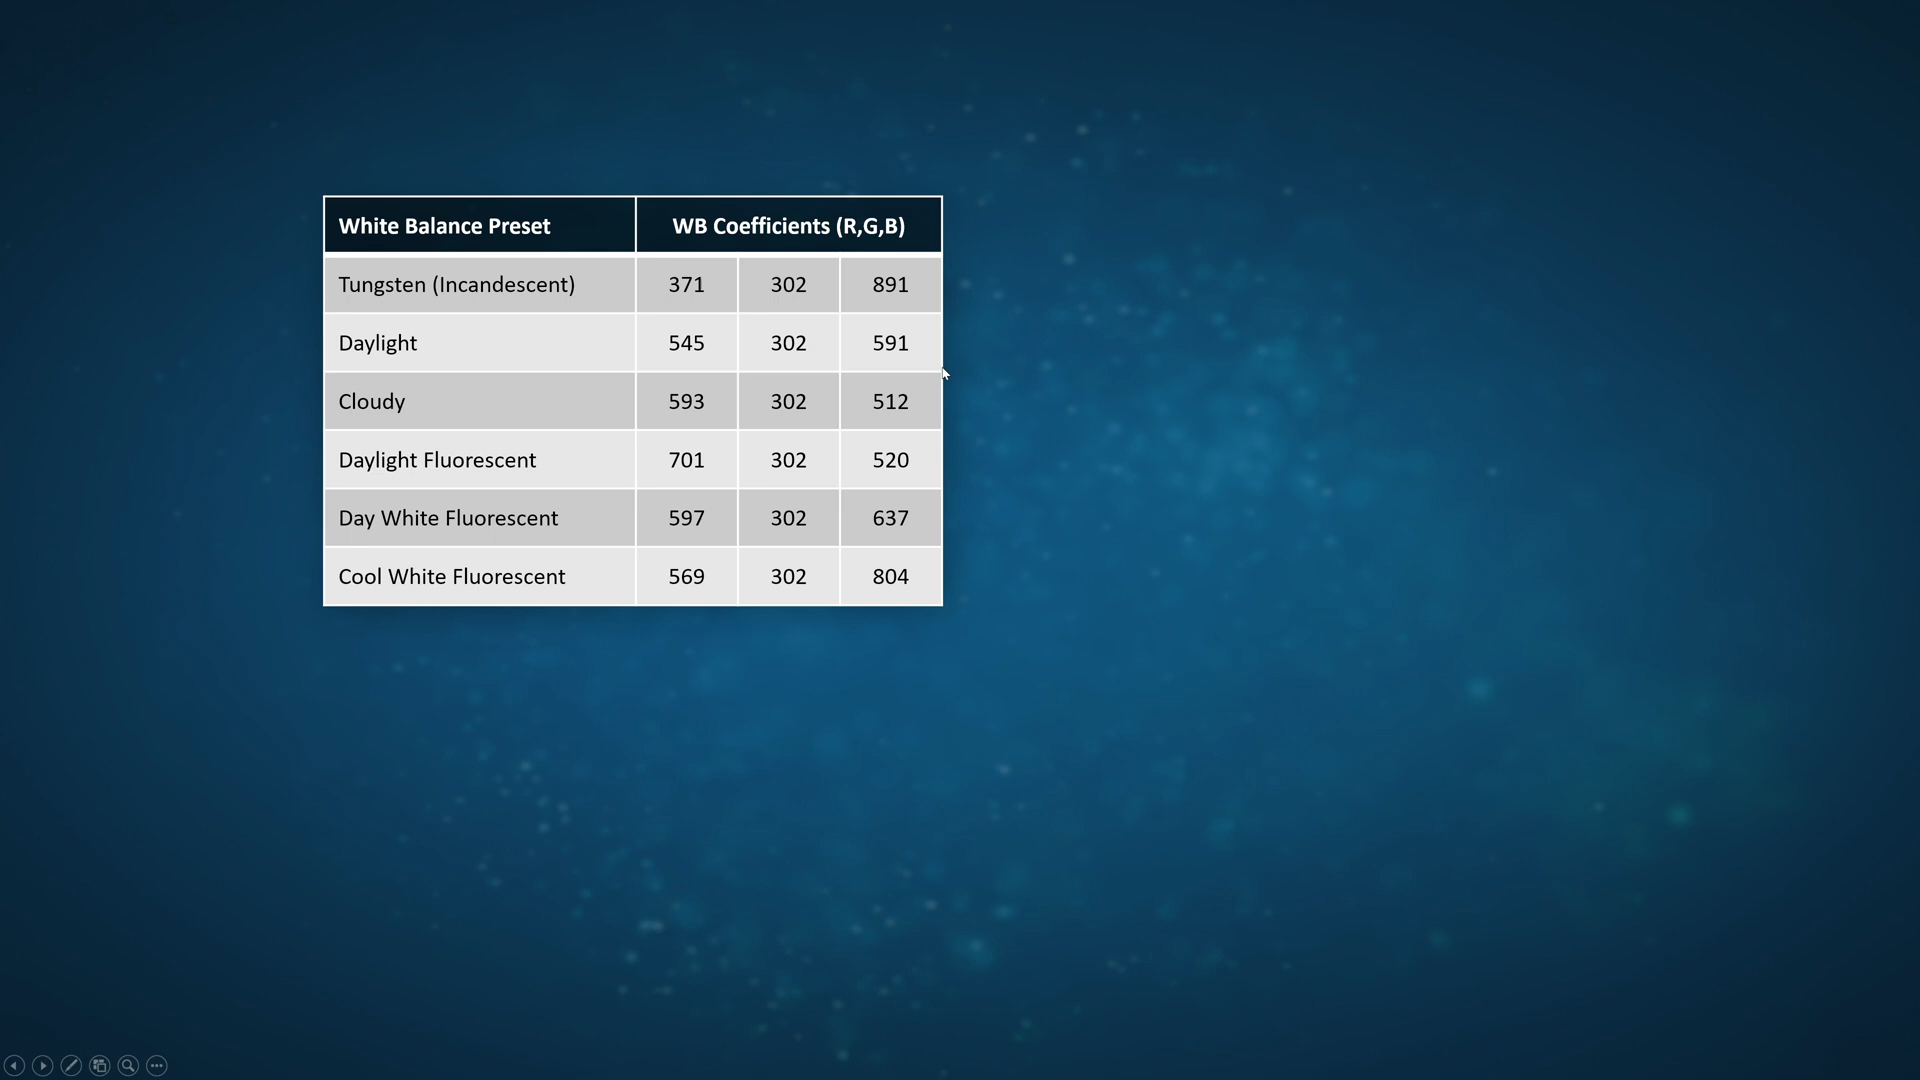 White Balance Preset WB Coefficients (R,G,B)
Tungsten (Incandescent) 371 302 891
Daylight 545 302 591
Cloudy 593 302 512
Daylight Fluorescent 701 302 520
Day White Fluorescent 597 302 637
Cool White Fluorescent 569 302 804